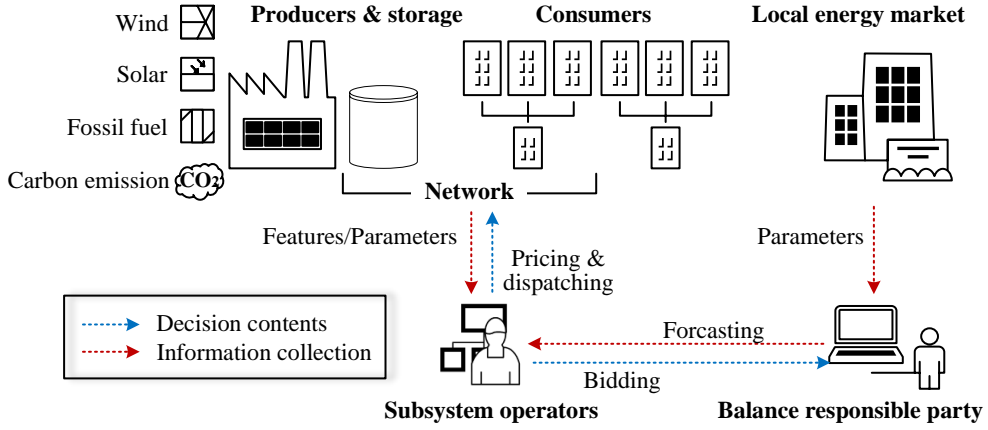 Wind
Producers & storage
Consumers
Local energy market
Solar
Fossil fuel
Carbon emission
CO2
Network
Features/Parameters
Pricing &
dispatching
Parameters
Decision contents
Information collection
Forcasting
Bidding
Subsystem operators
Balance responsible party